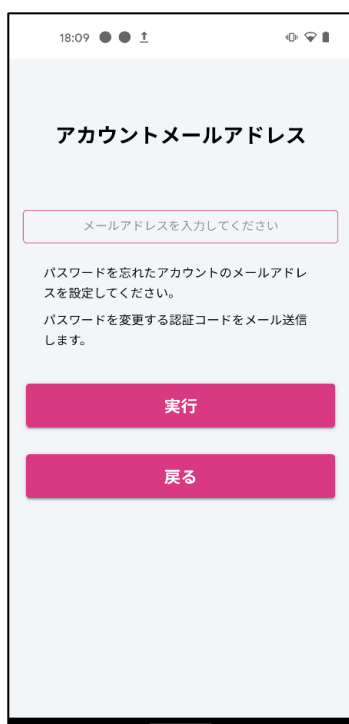 18:09
アカウントメールアドレス
メールアドレスを入力してください
パスワードを忘れたアカウントのメールアドレ
スを設定してください。
パスワードを変更する認証コードをメール送信
します。
実行
戻る